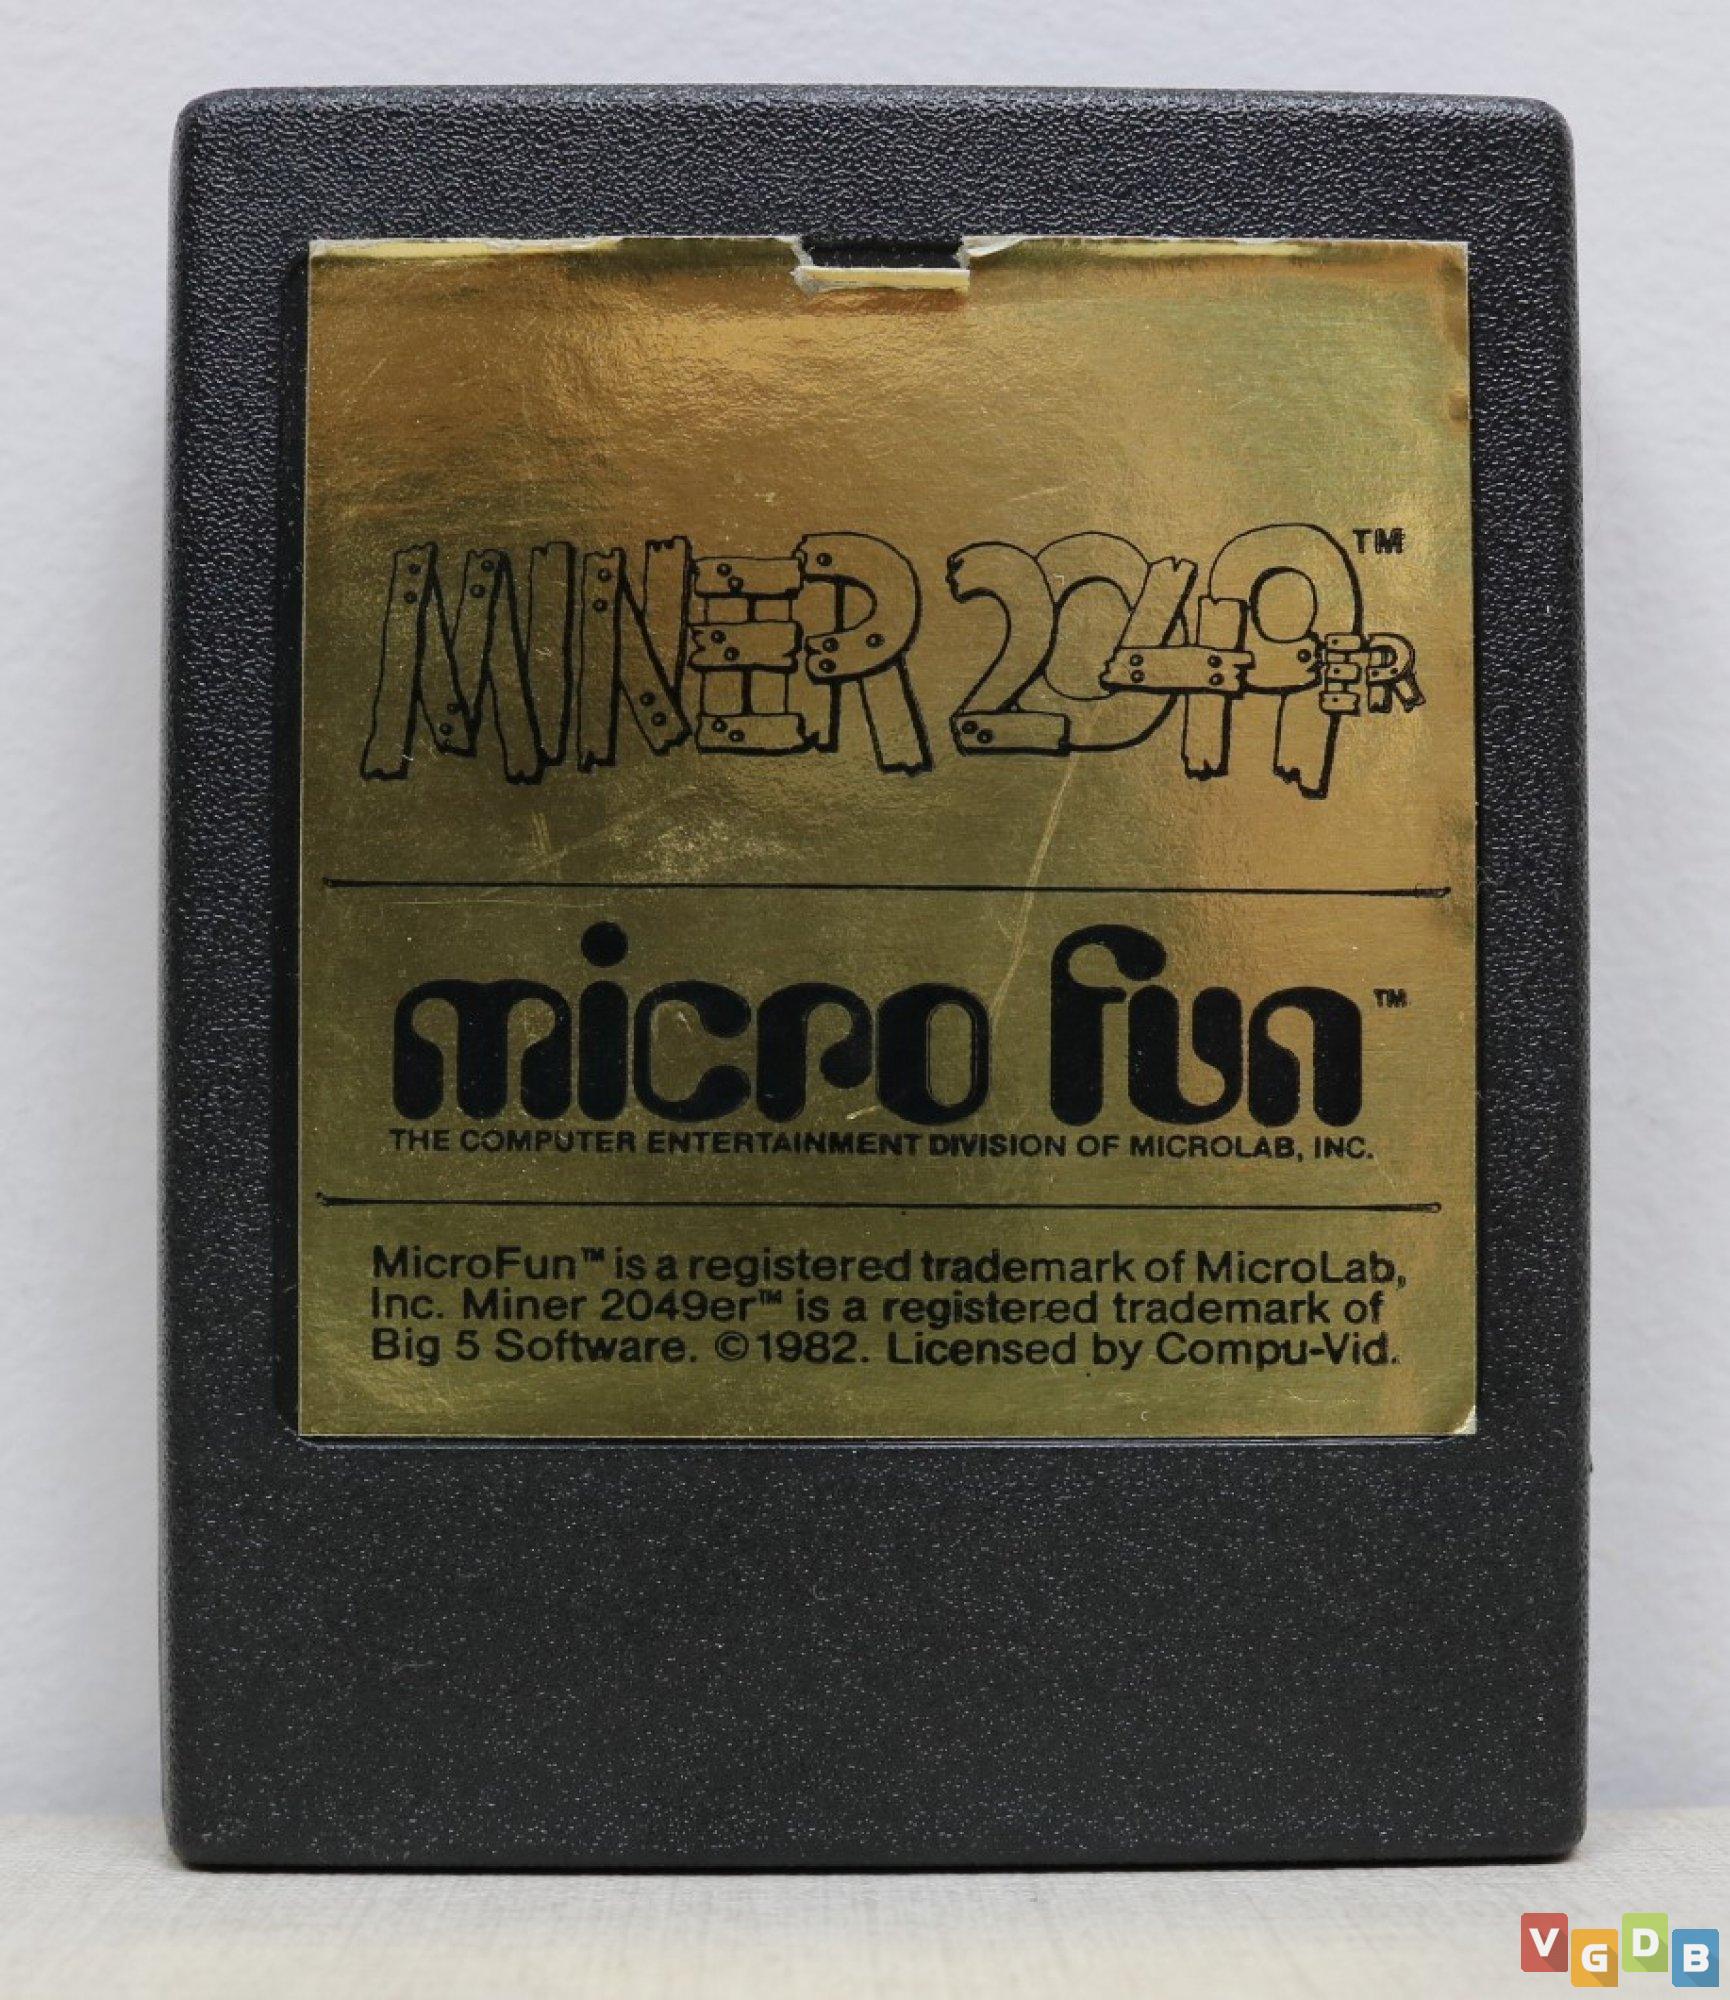 MINER 2049ER™
micro fun™
THE COMPUTER ENTERTAINMENT DIVISION OF MICROLAB, INC.
MicroFun™ is a registered trademark of MicroLab,
Inc. Miner 2049er™ is a registered trademark of
Big 5 Software. ©1982. Licensed by Compu-Vid.
VGDB